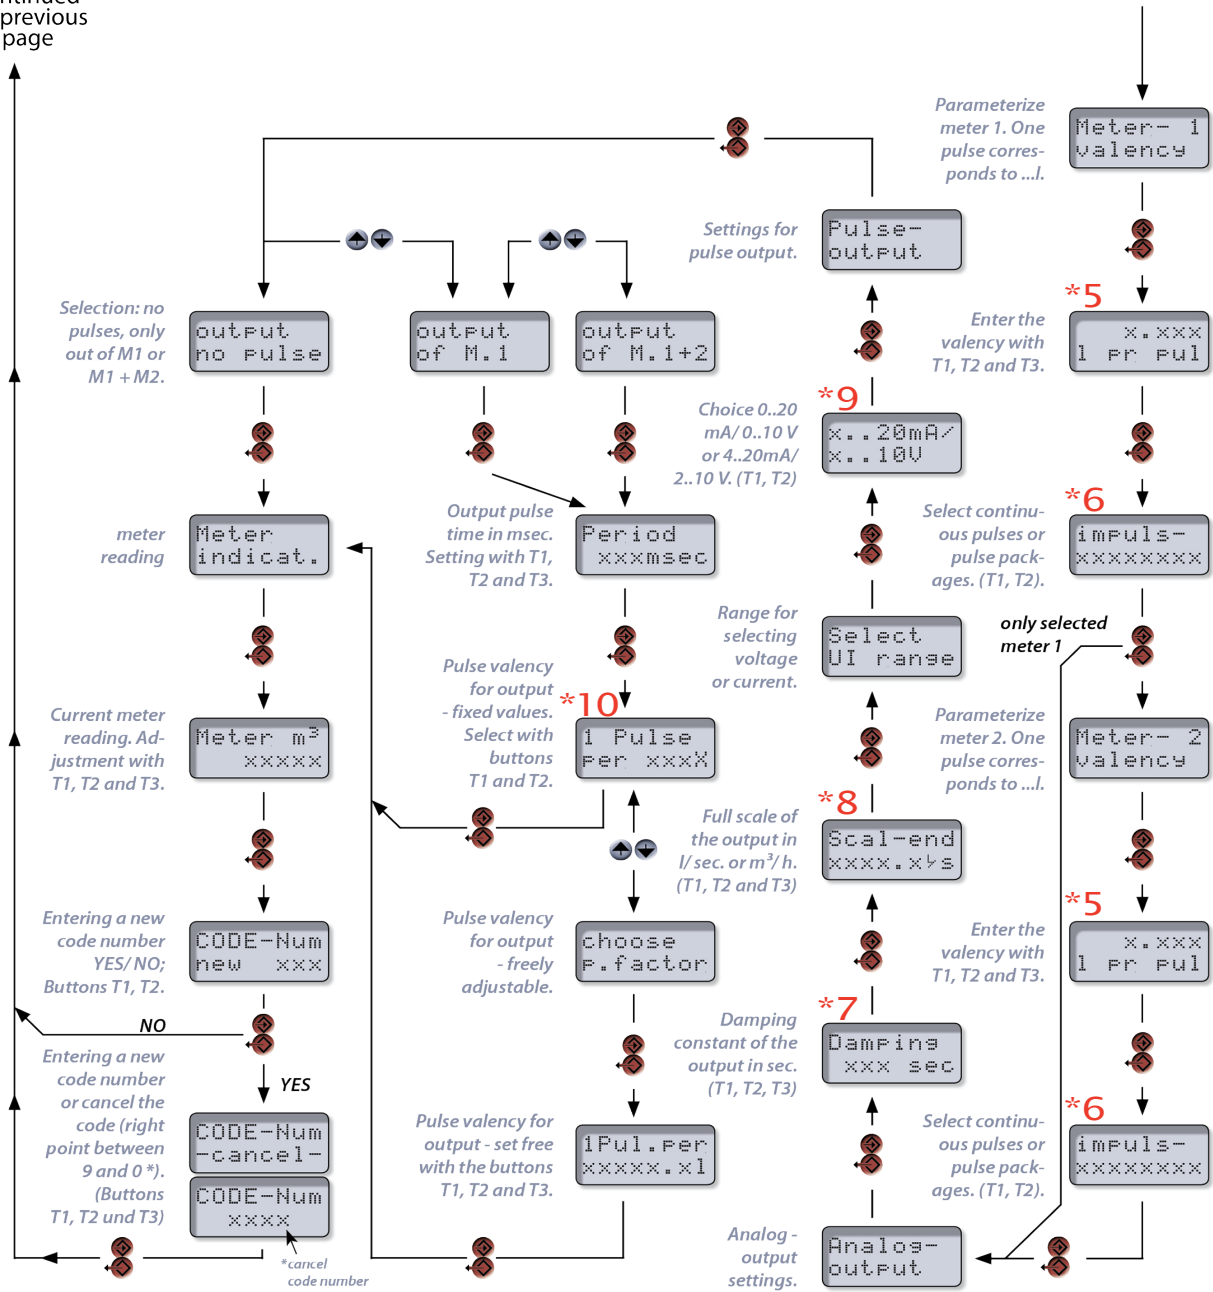 ntinued
previous
page
Parameterize
meter 1. One
pulse corres-
ponds to ...l.
Meter- 1
valency
*5
Enter the
valency with
T1, T2 and T3.
x.xxx
l pr pul
*6
Select continu-
ous pulses or
pulse pack-
ages. (T1, T2).
impuls-
xxxxxxxx
only selected
meter 1
Parameterize
meter 2. One
pulse corres-
ponds to ...l.
Meter- 2
valency
*5
Enter the
valency with
T1, T2 and T3.
x.xxx
l pr pul
*6
Select continu-
ous pulses or
pulse pack-
ages. (T1, T2).
impuls-
xxxxxxxx
Analog -
output
settings.
Analog-
output
*7
Damping
constant of the
output in sec.
(T1, T2, T3)
Damping
xxx sec
*8
Full scale of
the output in
l/ sec. or m³/ h.
(T1, T2 and T3)
Scal-end
xxxx.x l/s
Range for
selecting
voltage
or current.
Select
UI range
*9
Choice 0..20
mA/ 0..10 V
or 4..20mA/
2..10 V. (T1, T2)
x..20mA/
x..10V
Settings for
pulse output.
Pulse-
output
Selection: no
pulses, only
out of M1 or
M1 + M2.
output
no pulse
output
of M.1
output
of M.1+2
Output pulse
time in msec.
Setting with T1,
T2 and T3.
Period
xxxmsec
Pulse valency
for output
- fixed values.
Select with
buttons
T1 and T2.
*10
1 Pulse
per xxxX
Pulse valency
for output
- freely
adjustable.
choose
p.factor
Pulse valency for
output - set free
with the buttons
T1, T2 and T3.
1Pul.per
xxxxx.xl
meter
reading
Meter
indicat.
Current meter
reading. Ad-
justment with
T1, T2 and T3.
Meter m³
xxxxx
Entering a new
code number
YES/ NO;
Buttons T1, T2.
CODE-Num
new xxx
NO
YES
Entering a new
code number
or cancel the
code (right
point between
9 and 0 *).
(Buttons
T1, T2 und T3)
CODE-Num
-cancel-
CODE-Num
xxxx
*cancel
code number